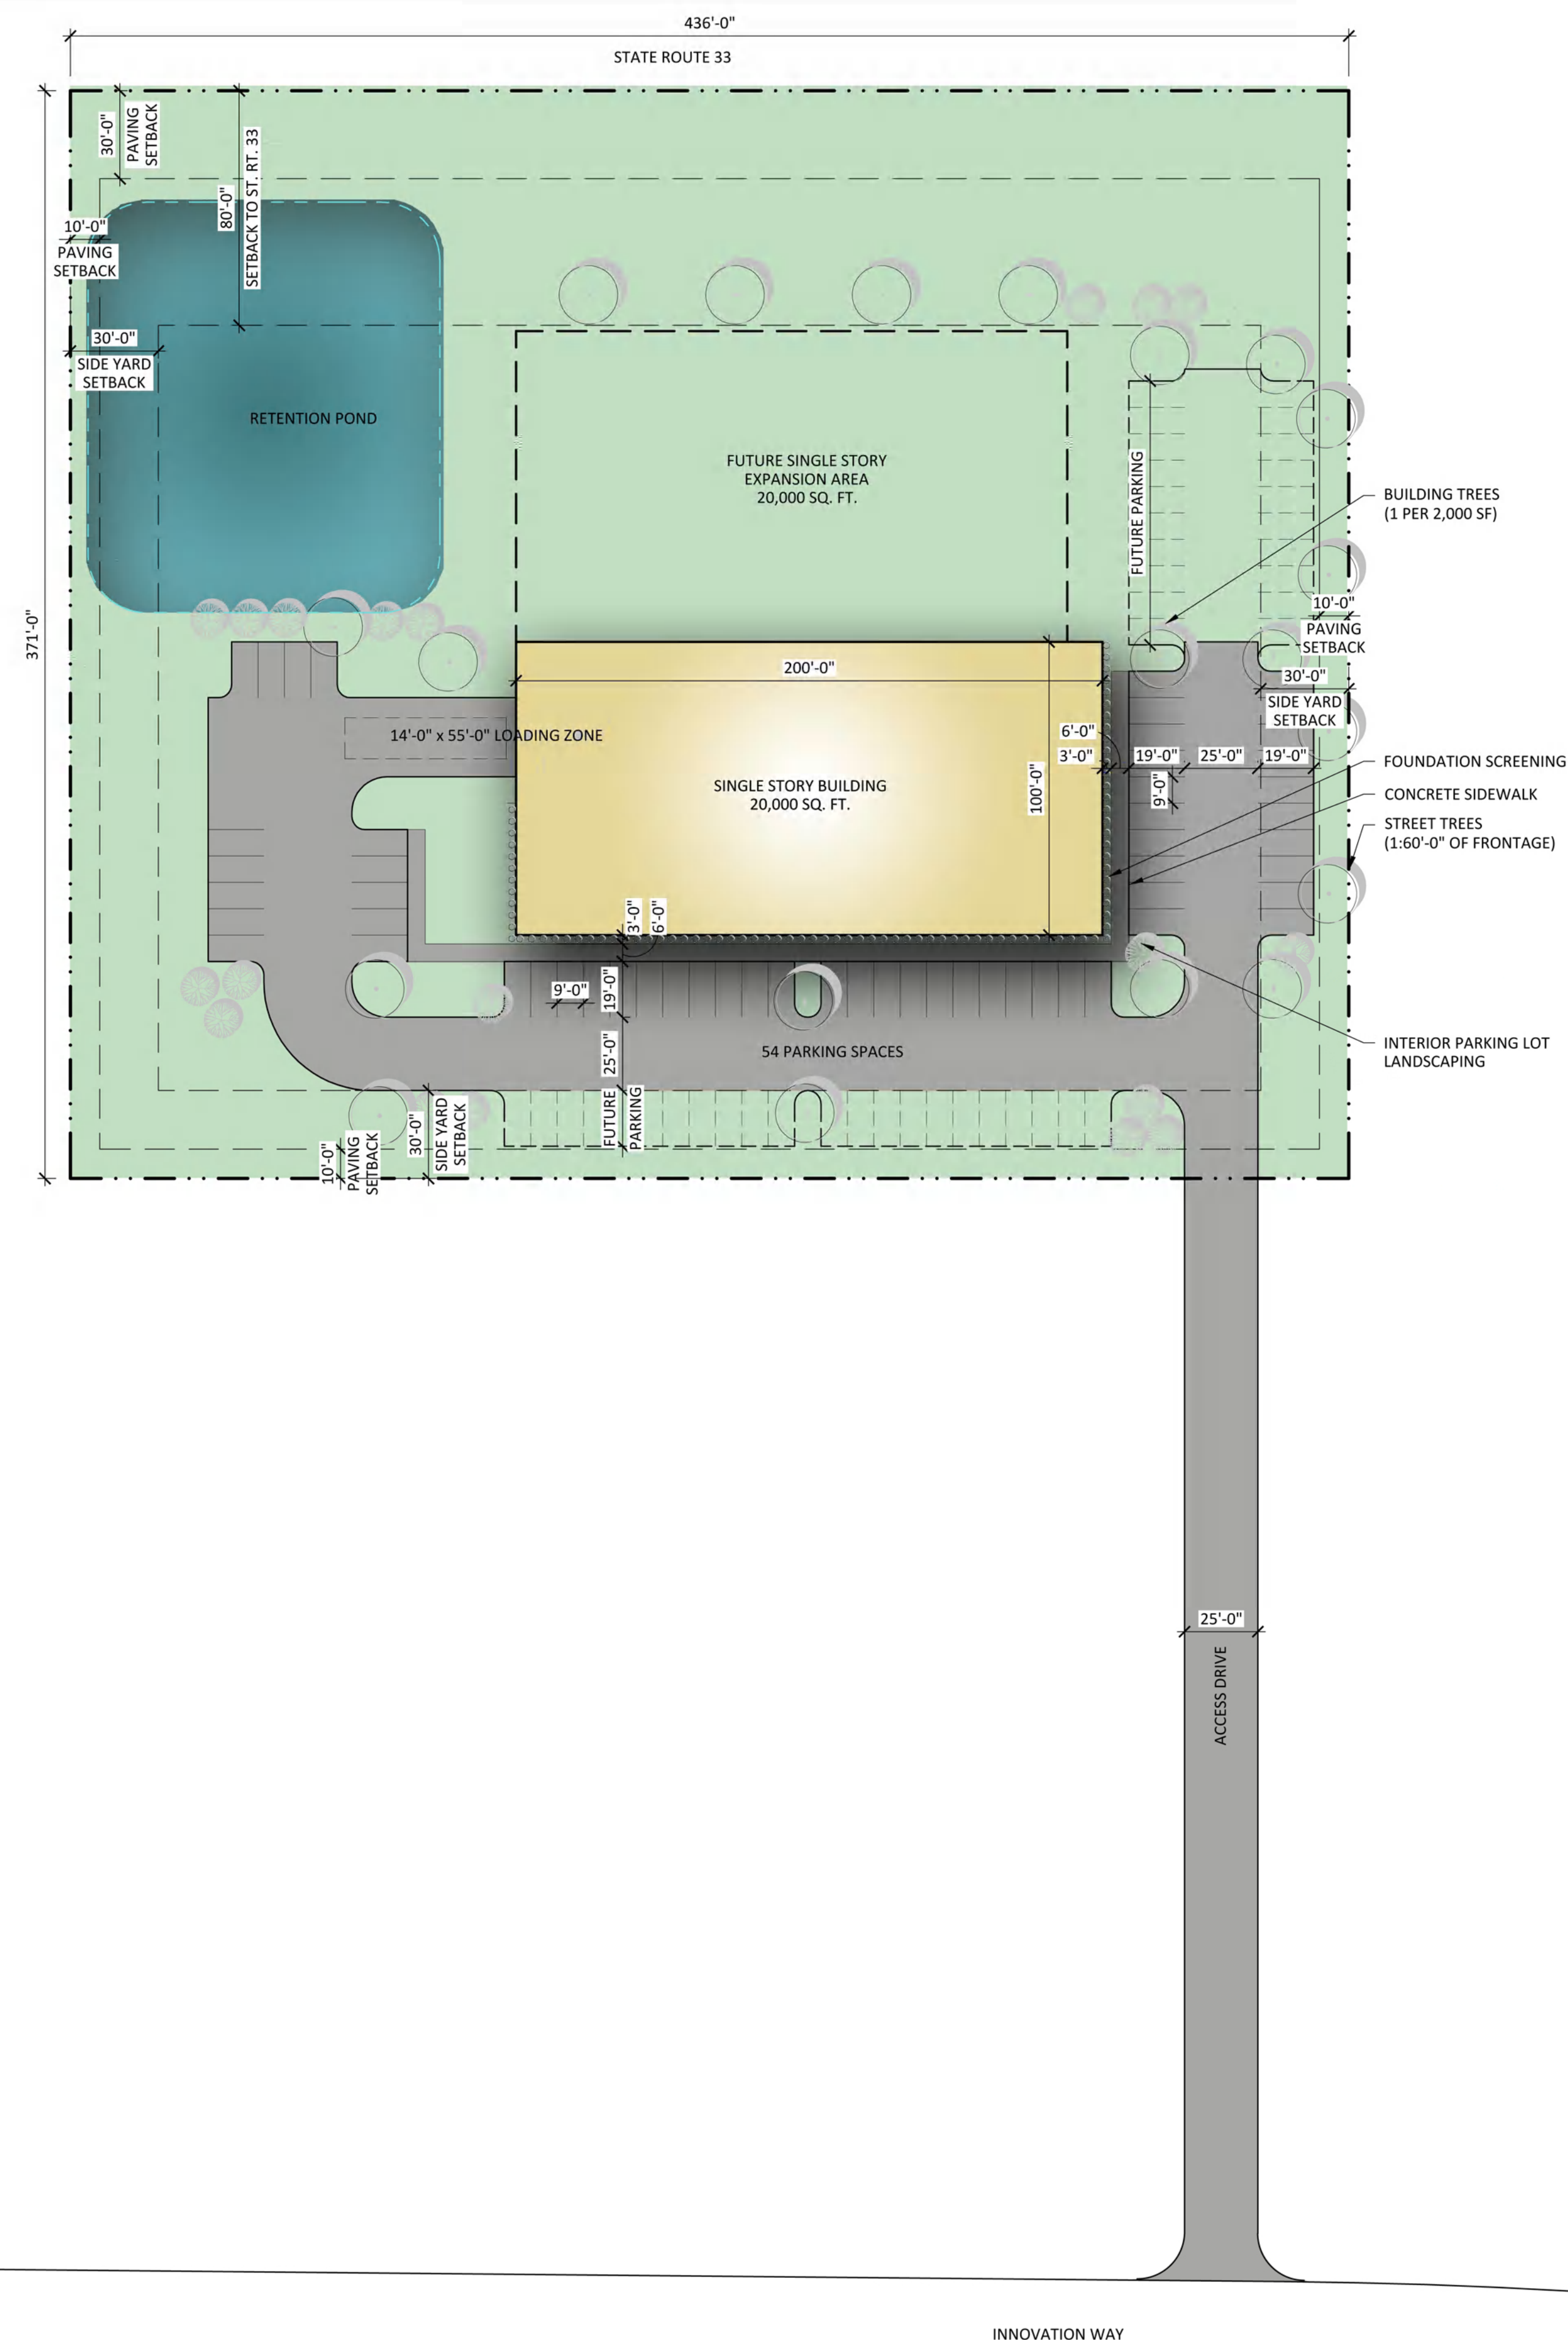 436'-0"
STATE ROUTE 33
30'-0"
PAVING
SETBACK
80'-0"
SETBACK TO ST. RT. 33
10'-0"
PAVING
SETBACK
30'-0"
SIDE YARD
SETBACK
RETENTION POND
371'-0"
FUTURE SINGLE STORY
EXPANSION AREA
20,000 SQ. FT.
FUTURE PARKING
BUILDING TREES
(1 PER 2,000 SF)
10'-0"
PAVING
SETBACK
30'-0"
SIDE YARD
SETBACK
200'-0"
14'-0" x 55'-0" LOADING ZONE
SINGLE STORY BUILDING
20,000 SQ. FT.
100'-0"
6'-0"
3'-0"
19'-0"
25'-0"
19'-0"
9'-0"
FOUNDATION SCREENING
CONCRETE SIDEWALK
STREET TREES
(1:60'-0" OF FRONTAGE)
3'-0"
6'-0"
9'-0"
19'-0"
25'-0"
54 PARKING SPACES
INTERIOR PARKING LOT
LANDSCAPING
FUTURE
PARKING
30'-0"
SIDE YARD
SETBACK
10'-0"
PAVING
SETBACK
25'-0"
ACCESS DRIVE
INNOVATION WAY